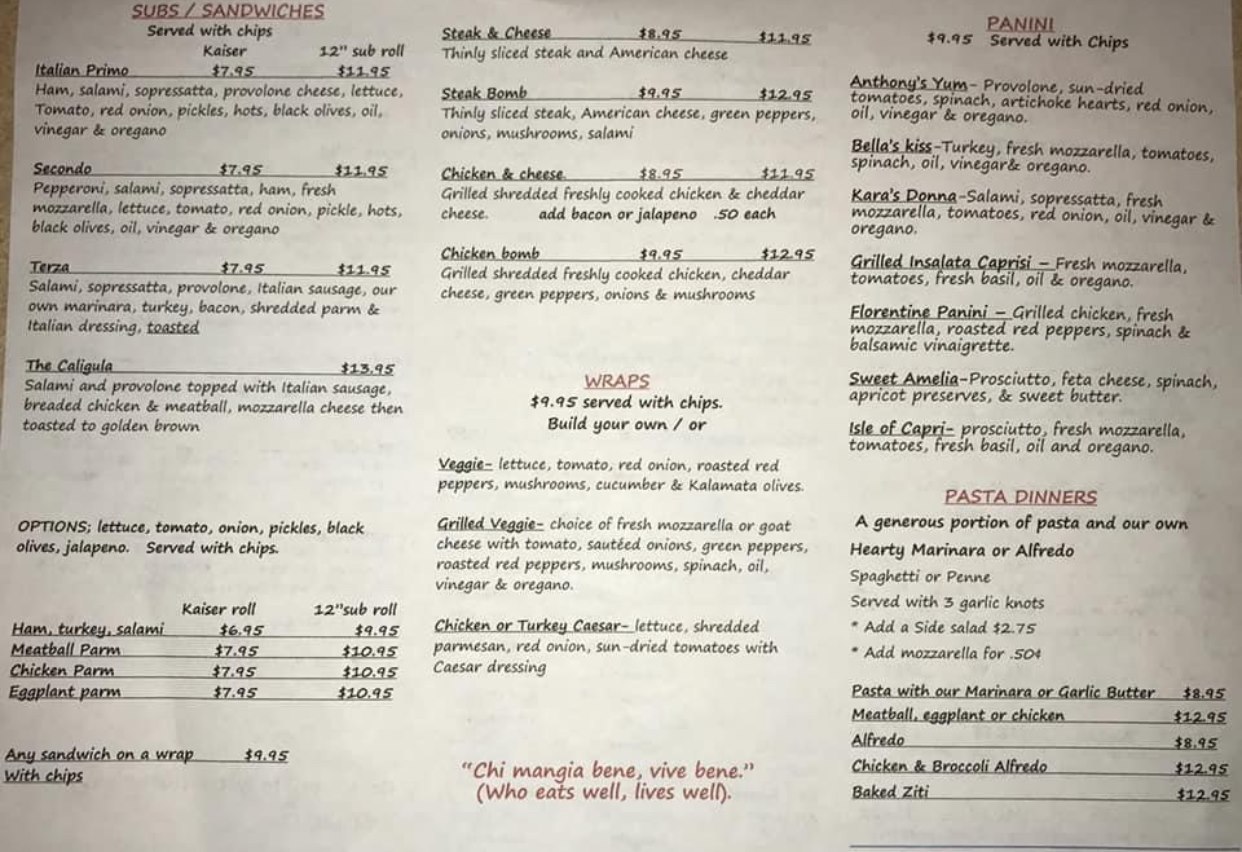 SUBS / SANDWICHES
Served with chips
Kaiser 12" sub roll
Italian Primo $7.95 $11.95
Ham, salami, sopressatta, provolone cheese, lettuce,
Tomato, red onion, pickles, hots, black olives, oil,
vinegar & oregano
Secondo $7.95 $11.95
Pepperoni, salami, sopressatta, ham, fresh
mozzarella, lettuce, tomato, red onion, pickle, hots,
black olives, oil, vinegar & oregano
Terza $7.95 $11.95
Salami, sopressatta, provolone, Italian sausage, our
own marinara, turkey, bacon, shredded parm &
Italian dressing, toasted
The Caligula $13.95
Salami and provolone topped with Italian sausage,
breaded chicken & meatball, mozzarella cheese then
toasted to golden brown
OPTIONS; lettuce, tomato, onion, pickles, black
olives, jalapeno. Served with chips.
Kaiser roll 12"sub roll
Ham, turkey, salami $6.95 $9.95
Meatball Parm $7.95 $10.95
Chicken Parm $7.95 $10.95
Eggplant parm $7.95 $10.95
Any sandwich on a wrap $9.95
With chips
Steak & Cheese $8.95 $11.95
Thinly sliced steak and American cheese
Steak Bomb $9.95 $12.95
Thinly sliced steak, American cheese, green peppers,
onions, mushrooms, salami
Chicken & cheese. $8.95 $11.95
Grilled shredded freshly cooked chicken & cheddar
cheese. add bacon or jalapeno .50 each
Chicken bomb $9.95 $12.95
Grilled shredded freshly cooked chicken, cheddar
cheese, green peppers, onions & mushrooms
WRAPS
$9.95 served with chips.
Build your own / or
Veggie- lettuce, tomato, red onion, roasted red
peppers, mushrooms, cucumber & Kalamata olives.
Grilled Veggie- choice of fresh mozzarella or goat
cheese with tomato, sautéed onions, green peppers,
roasted red peppers, mushrooms, spinach, oil,
vinegar & oregano.
Chicken or Turkey Caesar- lettuce, shredded
parmesan, red onion, sun-dried tomatoes with
Caesar dressing
"Chi mangia bene, vive bene."
(Who eats well, lives well).
PANINI
$9.95 Served with Chips
Anthony's Yum- Provolone, sun-dried
tomatoes, spinach, artichoke hearts, red onion,
oil, vinegar & oregano.
Bella's kiss-Turkey, fresh mozzarella, tomatoes,
spinach, oil, vinegar& oregano.
Kara's Donna-Salami, sopressatta, fresh
mozzarella, tomatoes, red onion, oil, vinegar &
oregano.
Grilled Insalata Caprisi – Fresh mozzarella,
tomatoes, fresh basil, oil & oregano.
Florentine Panini – Grilled chicken, fresh
mozzarella, roasted red peppers, spinach &
balsamic vinaigrette.
Sweet Amelia-Prosciutto, feta cheese, spinach,
apricot preserves, & sweet butter.
Isle of Capri- prosciutto, fresh mozzarella,
tomatoes, fresh basil, oil and oregano.
PASTA DINNERS
A generous portion of pasta and our own
Hearty Marinara or Alfredo
Spaghetti or Penne
Served with 3 garlic knots
* Add a Side salad $2.75
* Add mozzarella for .50¢
Pasta with our Marinara or Garlic Butter $8.95
Meatball, eggplant or chicken $12.95
Alfredo $8.95
Chicken & Broccoli Alfredo $12.95
Baked Ziti $12.95